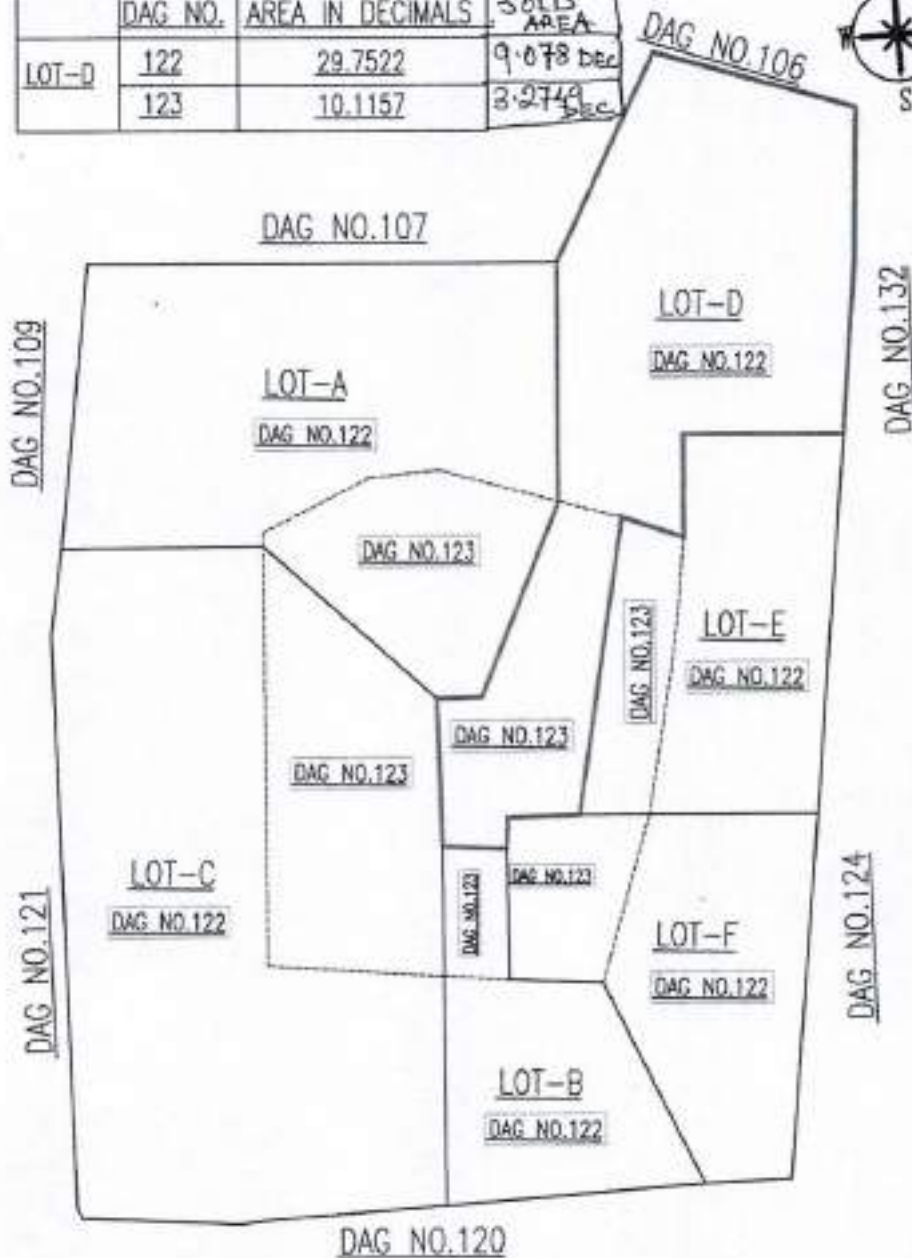 DAG NO. AREA IN DECIMALS SOLD AREA
LOT-D 122 29.7522 9.078 DEC
123 10.1157 3.2749 DEC
DAG NO.106
S
DAG NO.107
DAG NO.109
DAG NO.132
LOT-D
DAG NO.122
LOT-A
DAG NO.122
DAG NO.123
DAG NO.123
LOT-E
DAG NO.122
DAG NO.123
DAG NO.123
LOT-C
DAG NO.122
DAG NO.123
DAG NO.123
DAG NO.121
LOT-F
DAG NO.122
DAG NO.124
LOT-B
DAG NO.122
DAG NO.120